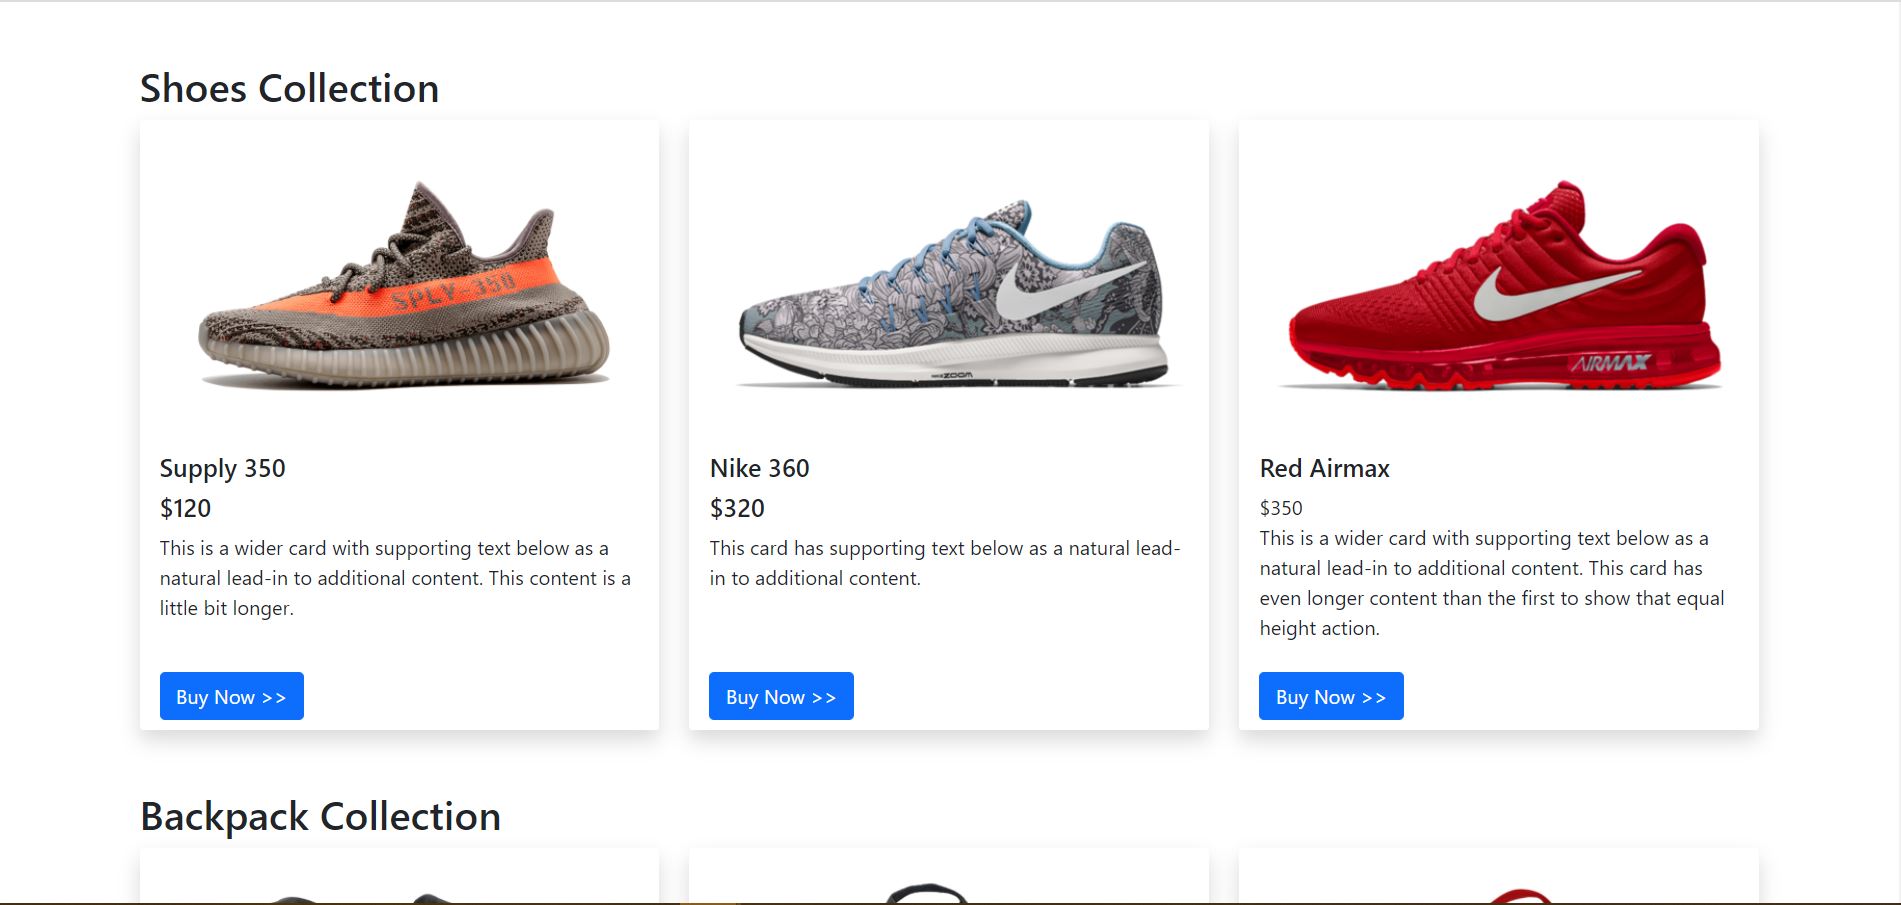 Shoes Collection
SPLY 350
NIKE ZOOM
AIRMAX
Supply 350
$120
This is a wider card with supporting text below as a
natural lead-in to additional content. This content is a
little bit longer.
Buy Now >>
Nike 360
$320
This card has supporting text below as a natural lead-
in to additional content.
Buy Now >>
Red Airmax
$350
This is a wider card with supporting text below as a
natural lead-in to additional content. This card has
even longer content than the first to show that equal
height action.
Buy Now >>
Backpack Collection